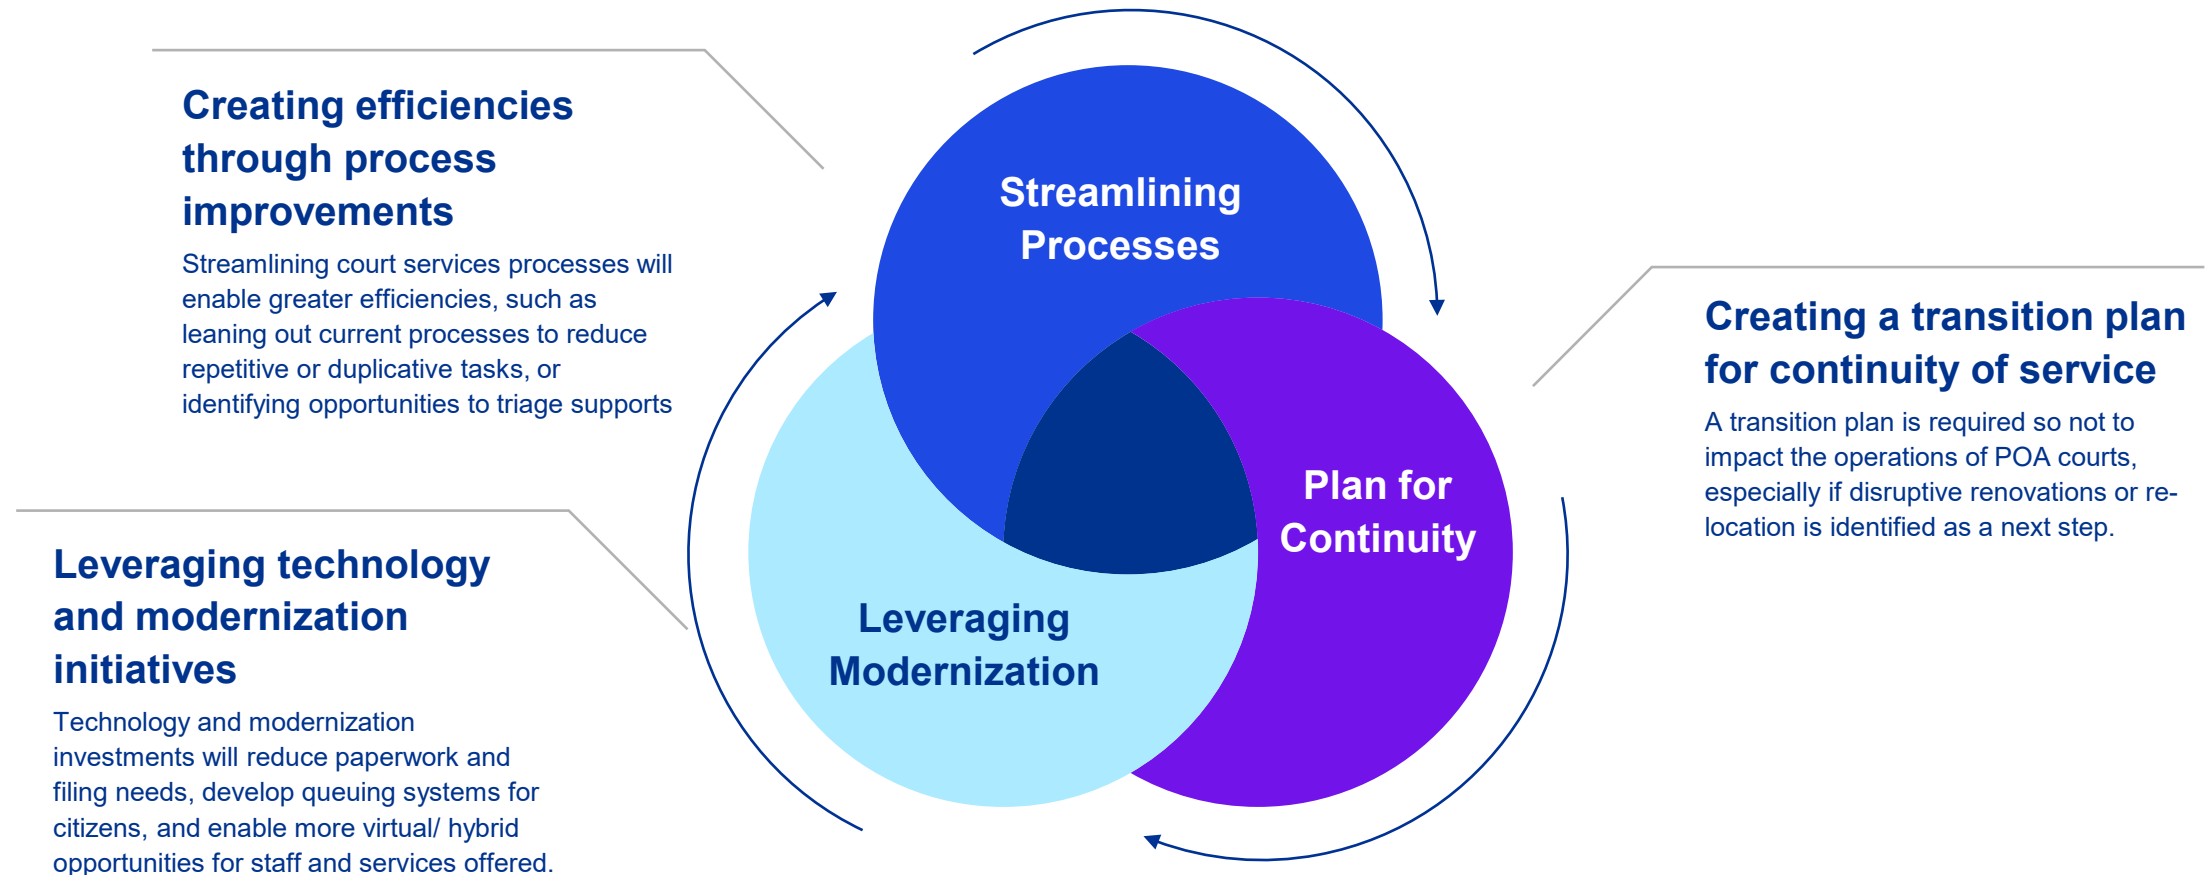 Creating efficiencies
through process
improvements
Streamlining court services processes will
enable greater efficiencies, such as
leaning out current processes to reduce
repetitive or duplicative tasks, or
identifying opportunities to triage supports
Leveraging technology
and modernization
initiatives
Technology and modernization
investments will reduce paperwork and
filing needs, develop queuing systems for
citizens, and enable more virtual/ hybrid
opportunities for staff and services offered.
Streamlining
Processes
Plan for
Continuity
Leveraging
Modernization
Creating a transition plan
for continuity of service
A transition plan is required so not to
impact the operations of POA courts,
especially if disruptive renovations or re-
location is identified as a next step.